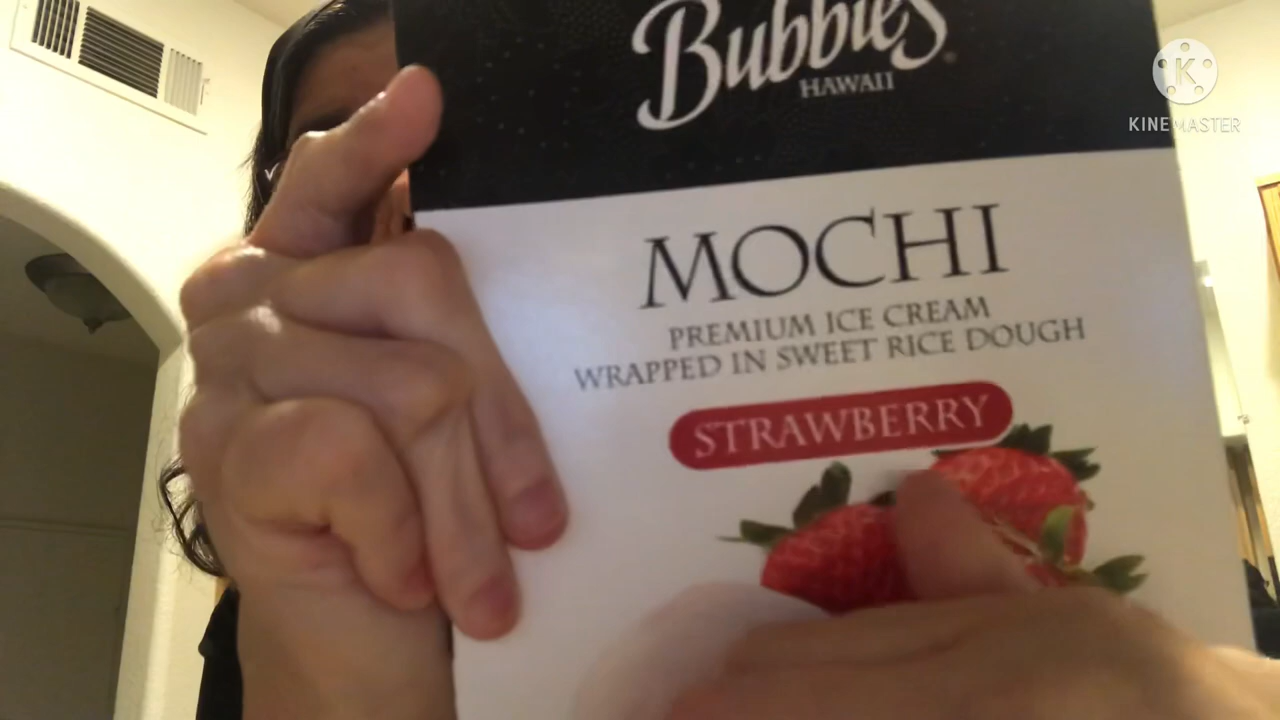 Bubbies
HAWAII
K
KINEMASTER
MOCHI
PREMIUM ICE CREAM
WRAPPED IN SWEET RICE DOUGH
STRAWBERRY